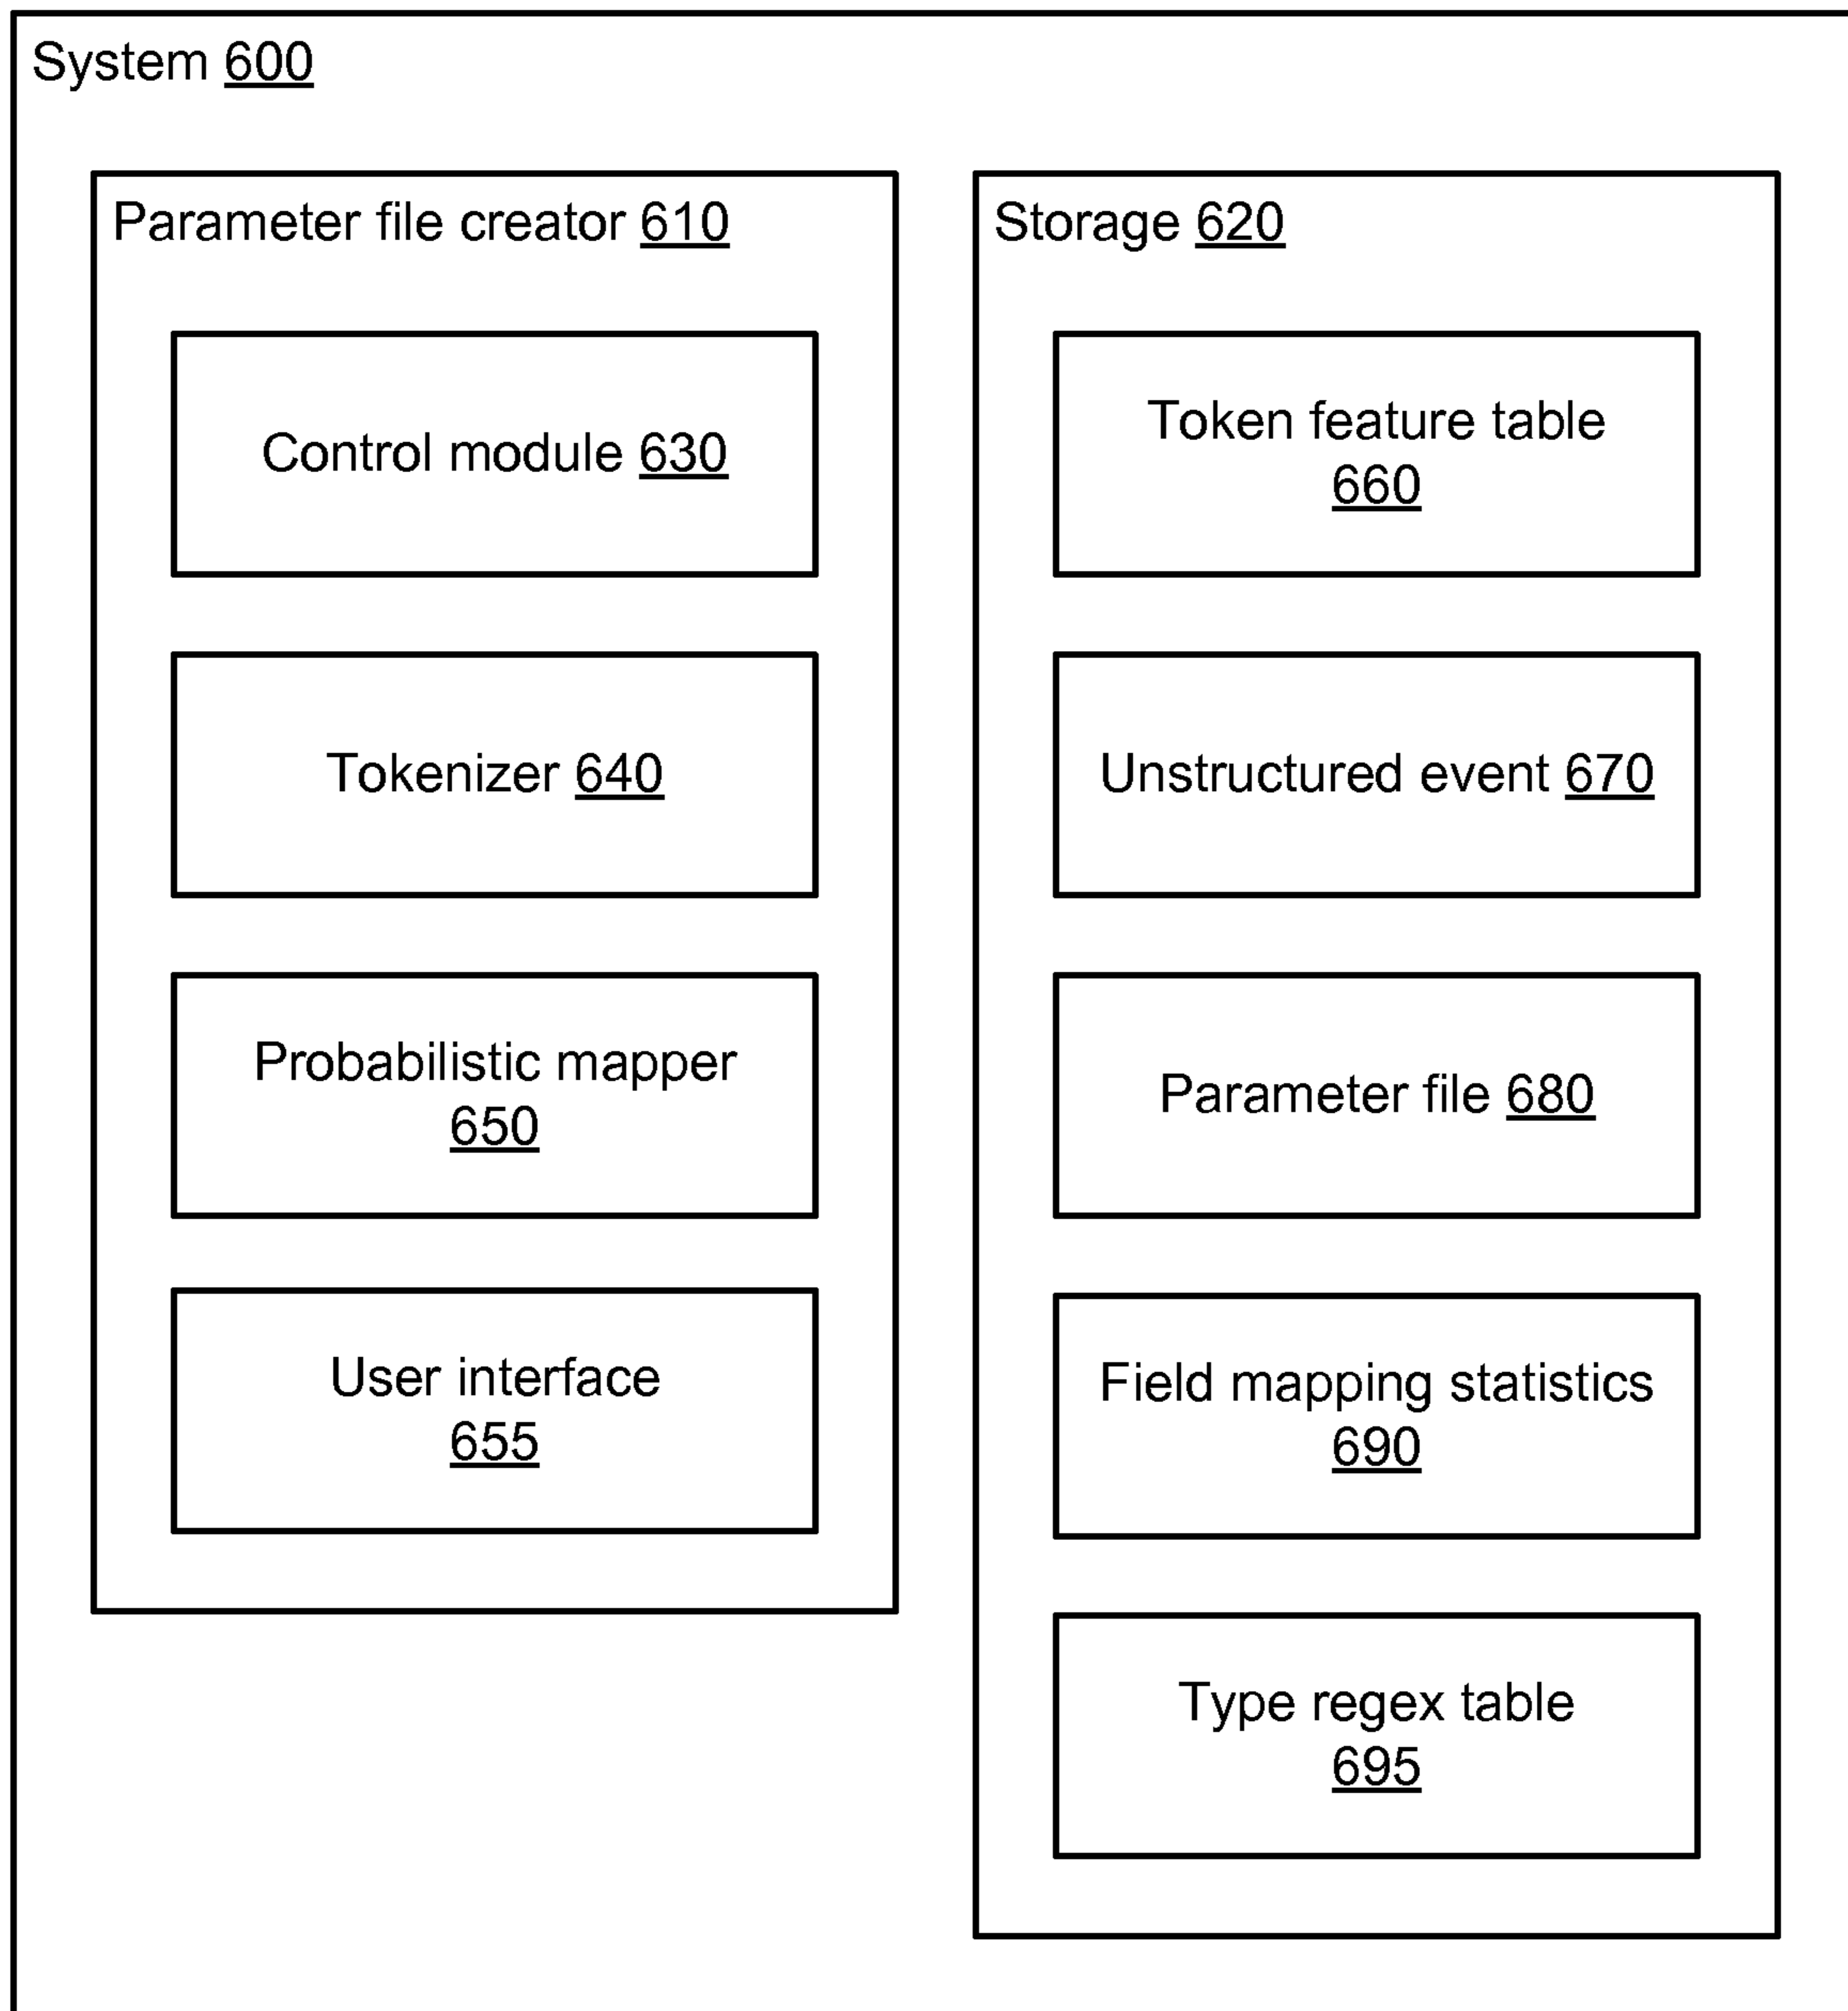 System 600
Parameter file creator 610
Control module 630
Tokenizer 640
Probabilistic mapper
650
User interface
655
Storage 620
Token feature table
660
Unstructured event 670
Parameter file 680
Field mapping statistics
690
Type regex table
695